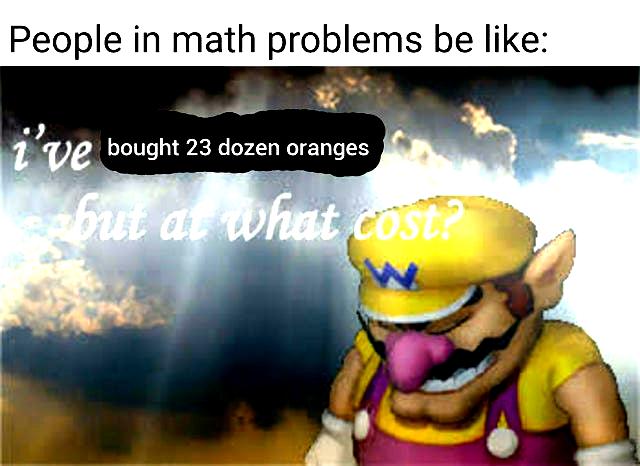 People in math problems be like:
i've bought 23 dozen oranges
but at what cost?
W